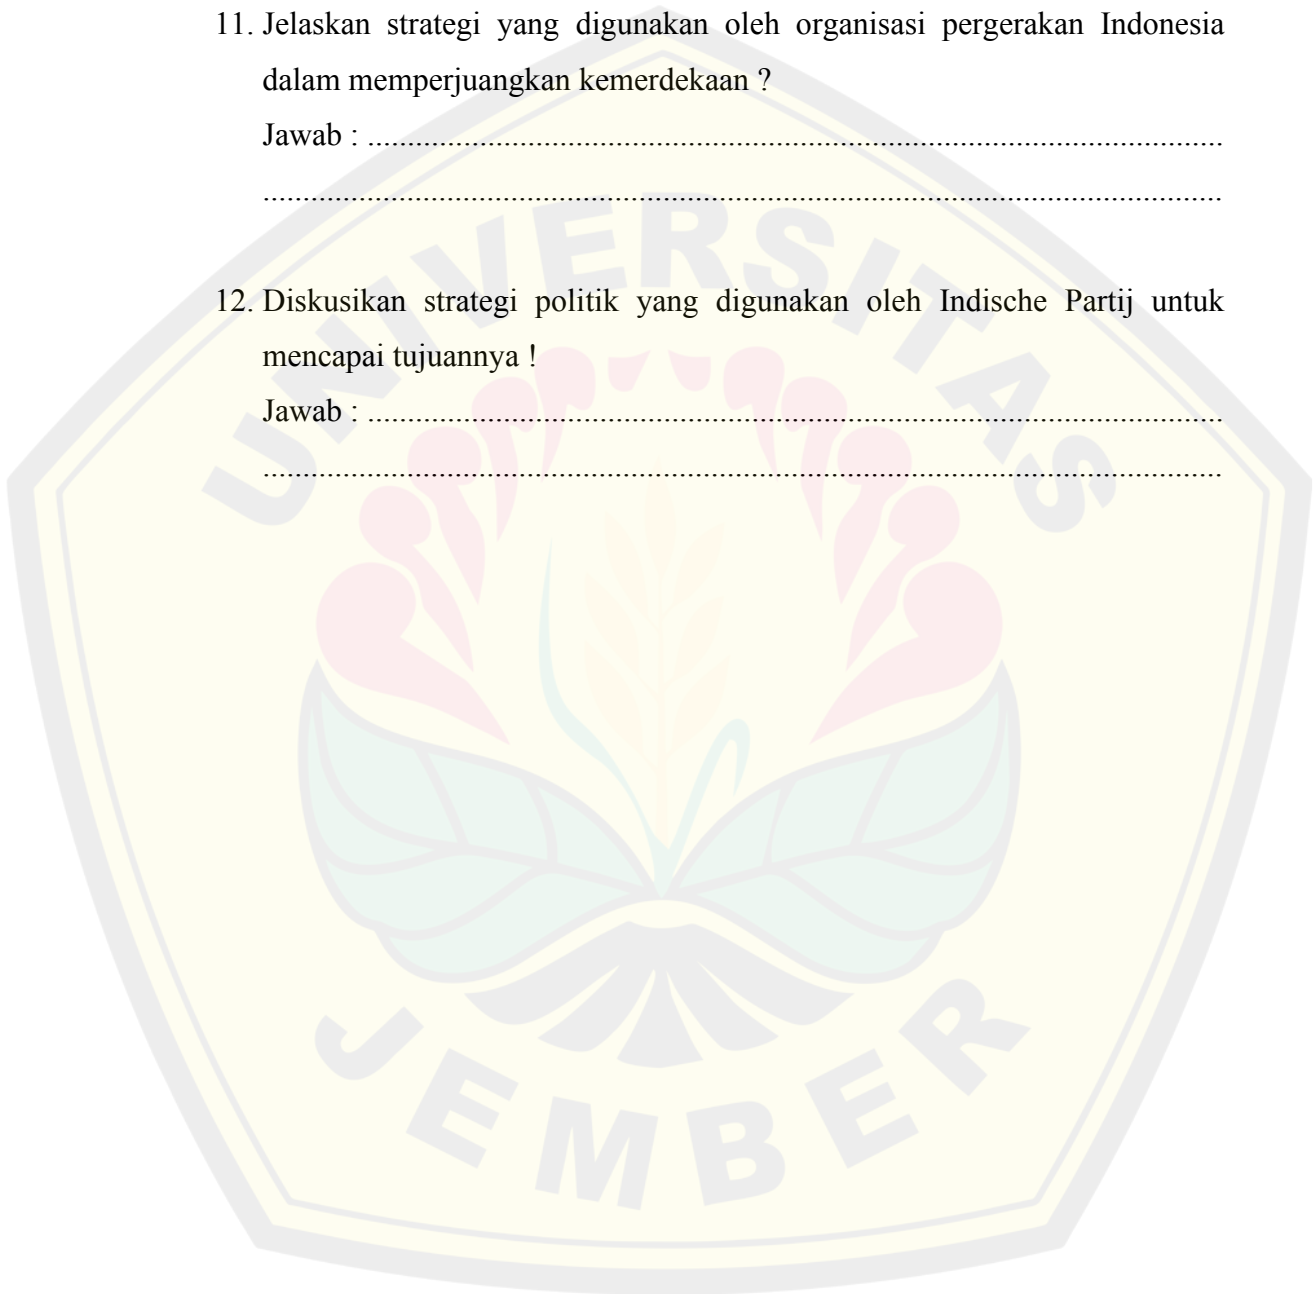 11. Jelaskan strategi yang digunakan oleh organisasi pergerakan Indonesia
dalam memperjuangkan kemerdekaan ?
Jawab : ..........................................................................................................
.......................................................................................................................
12. Diskusikan strategi politik yang digunakan oleh Indische Partij untuk
mencapai tujuannya !
Jawab : ..........................................................................................................
.......................................................................................................................
UNIVERSITAS
JEMBER